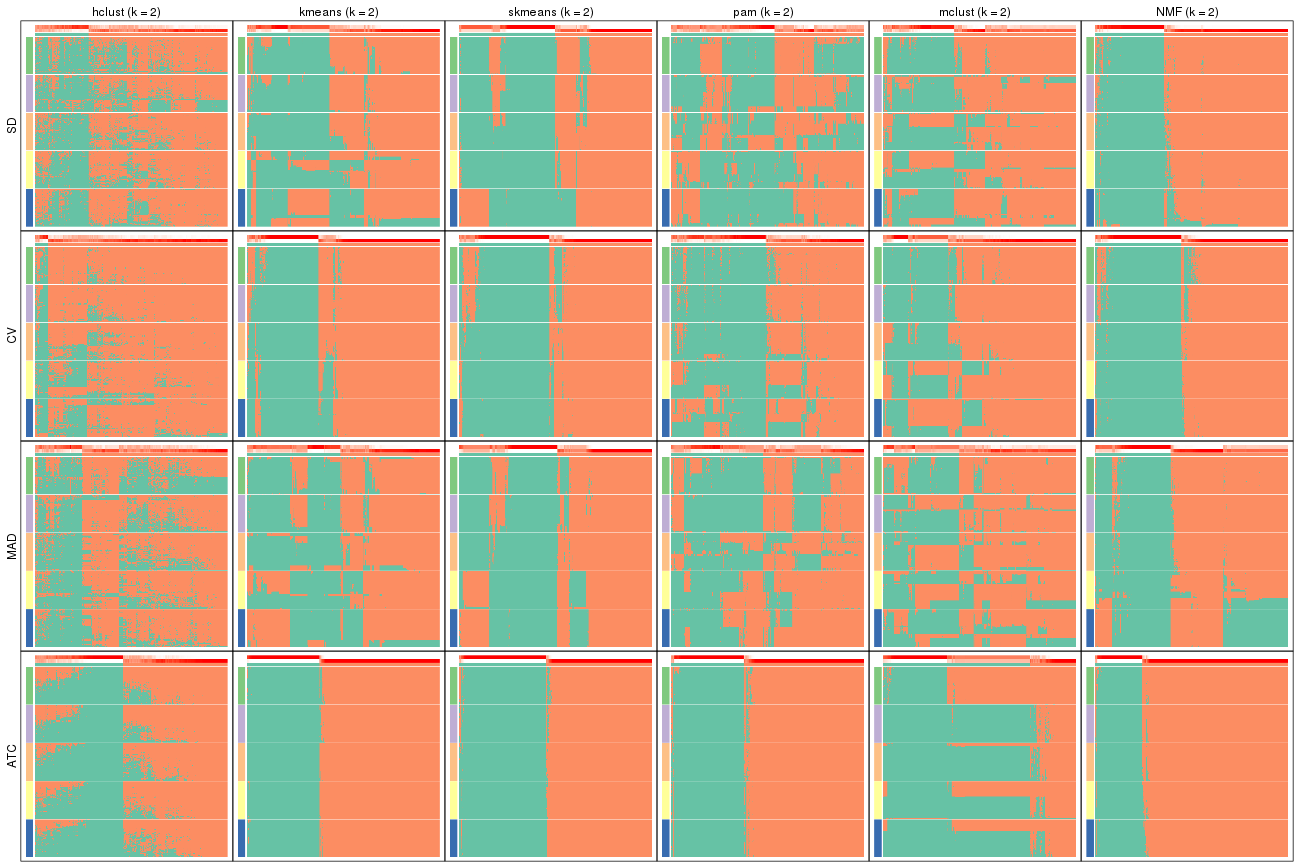 hclust (k = 2) kmeans (k = 2) skmeans (k = 2) pam (k = 2) mclust (k = 2) NMF (k = 2)
SD
CV
MAD
ATC